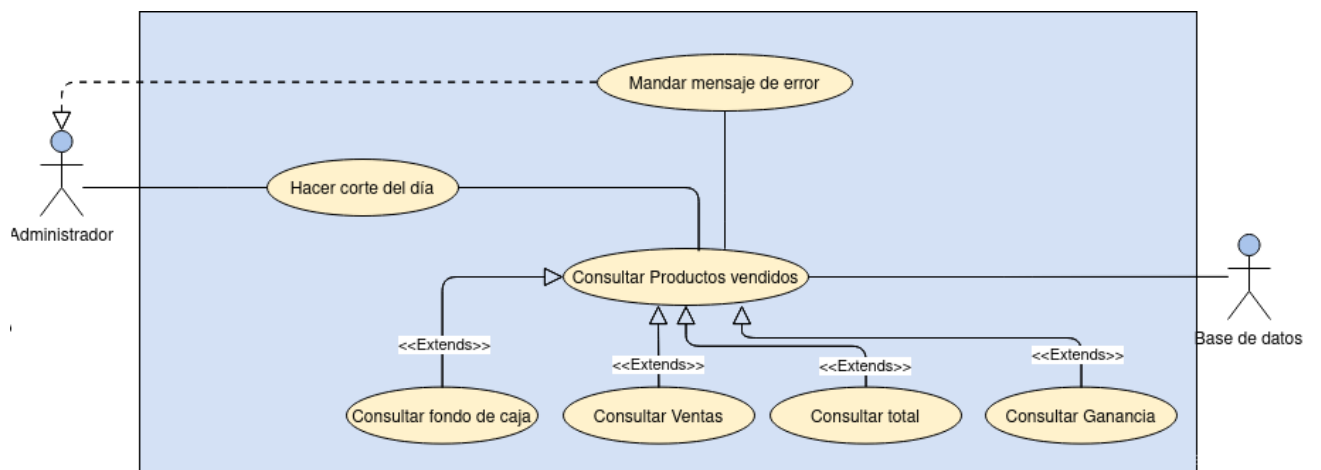 Mandar mensaje de error
Hacer corte del día
Administrador
Consultar Productos vendidos
Base de datos
<<Extends>>
<<Extends>>
<<Extends>>
<<Extends>>
Consultar fondo de caja
Consultar Ventas
Consultar total
Consultar Ganancia